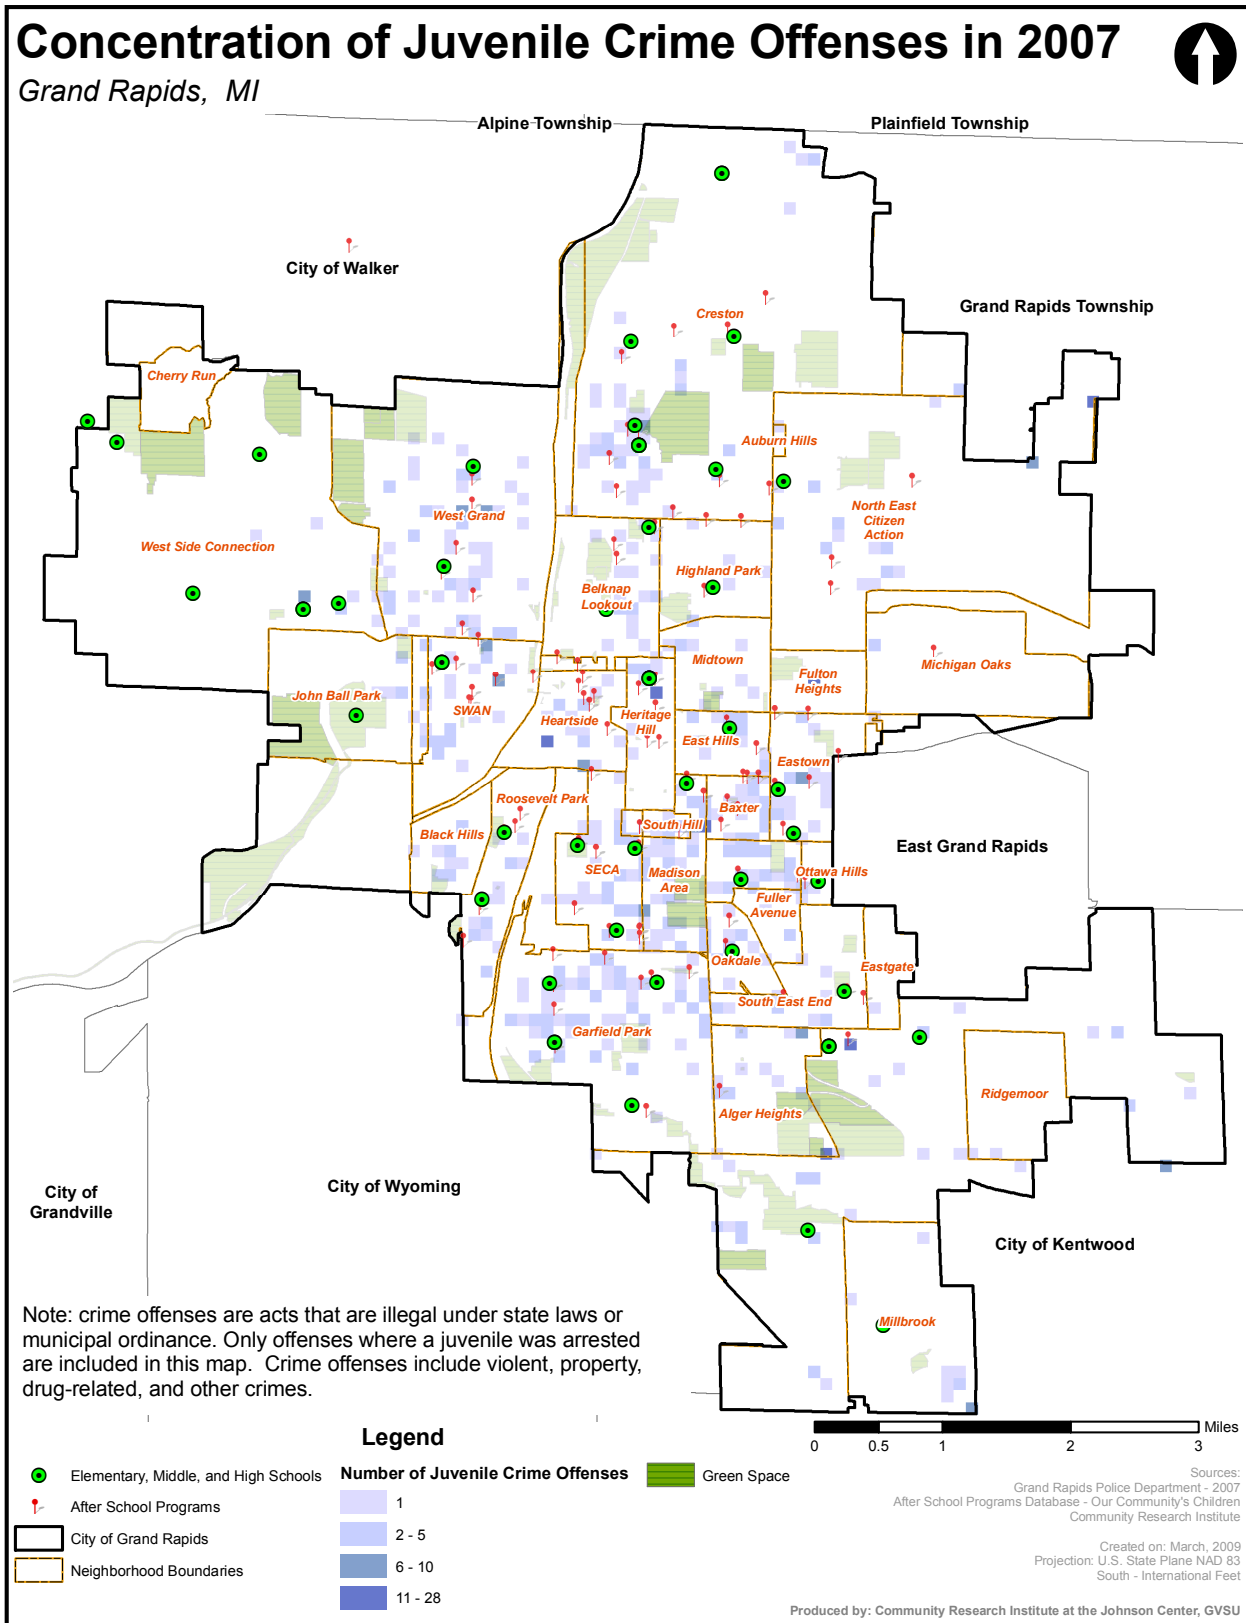 Concentration of Juvenile Crime Offenses in 2007
Grand Rapids, MI
Alpine Township
Plainfield Township
City of Walker
Grand Rapids Township
Creston
Cherry Run
Auburn Hills
West Grand
North East
Citizen
Action
West Side Connection
Highland Park
Belknap
Lookout
Midtown
Michigan Oaks
Fulton
Heights
John Ball Park
SWAN
Heartside
Heritage
Hill
East Hills
Eastown
Roosevelt Park
Baxter
Black Hills
South Hill
East Grand Rapids
SECA
Madison
Area
Ottawa Hills
Fuller
Avenue
Oakdale
Eastgate
South East End
Garfield Park
Ridgemoor
Alger Heights
City of
Grandville
City of Wyoming
City of Kentwood
Millbrook
Note: crime offenses are acts that are illegal under state laws or
municipal ordinance. Only offenses where a juvenile was arrested
are included in this map. Crime offenses include violent, property,
drug-related, and other crimes.
Miles
0 0.5 1 2 3
Legend
Elementary, Middle, and High Schools
After School Programs
City of Grand Rapids
Neighborhood Boundaries
Number of Juvenile Crime Offenses
1
2 - 5
6 - 10
11 - 28
Green Space
Sources:
Grand Rapids Police Department - 2007
After School Programs Database - Our Community's Children
Community Research Institute
Created on: March, 2009
Projection: U.S. State Plane NAD 83
South - International Feet
Produced by: Community Research Institute at the Johnson Center, GVSU